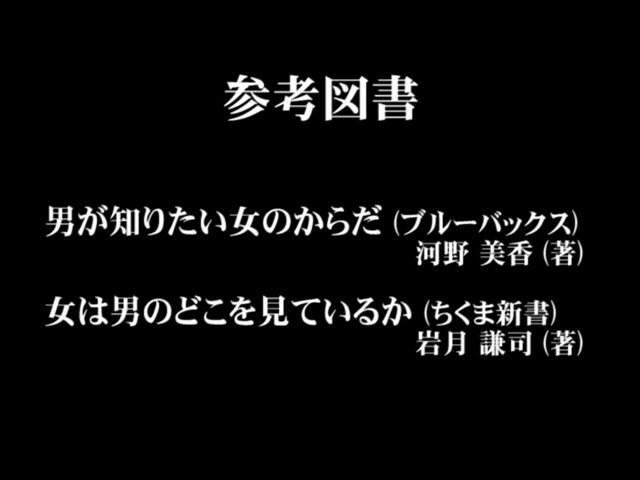 参考図書
男が知りたい女のからだ (ブルーバックス)
河野 美香 (著)
女は男のどこを見ているか (ちくま新書)
岩月 謙司 (著)